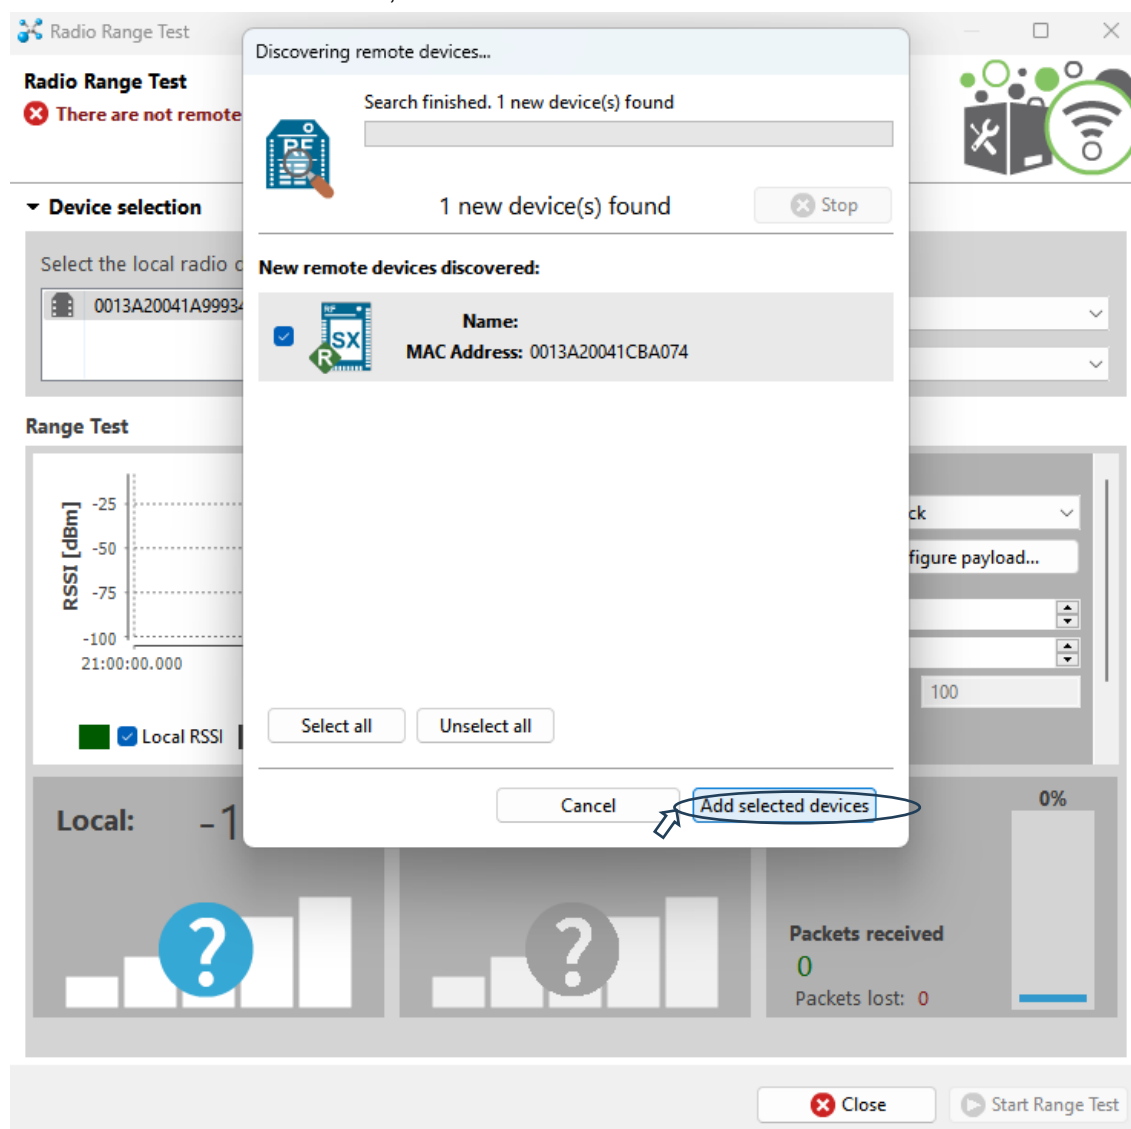 Radio Range Test
Radio Range Test
There are not remote
Discovering remote devices...
Search finished. 1 new device(s) found
1 new device(s) found
Stop
Device selection
Select the local radio
0013A20041A9993
New remote devices discovered:
RF
SX
R
Name:
MAC Address: 0013A20041CBA074
Range Test
RSSI [dBm]
-25
-50
-75
-100
21:00:00.000
Local RSSI
ck
figure payload...
100
Select all
Unselect all
Cancel
Add selected devices
Local:
-1
0%
?
?
Packets received
0
Packets lost: 0
Close
Start Range Test